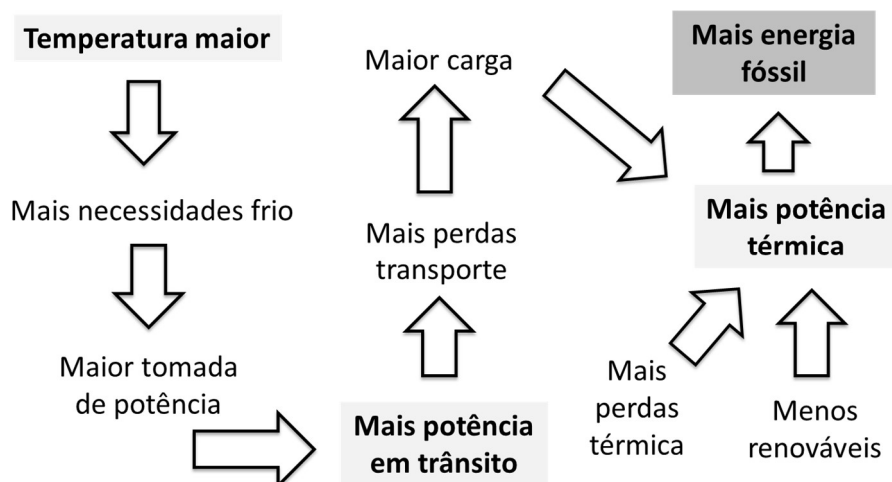 Temperatura maior
Mais necessidades frio
Maior tomada
de potência
Mais potência
em trânsito
Mais perdas
transporte
Maior carga
Mais energia
fóssil
Mais potência
térmica
Mais
perdas
térmica
Menos
renováveis